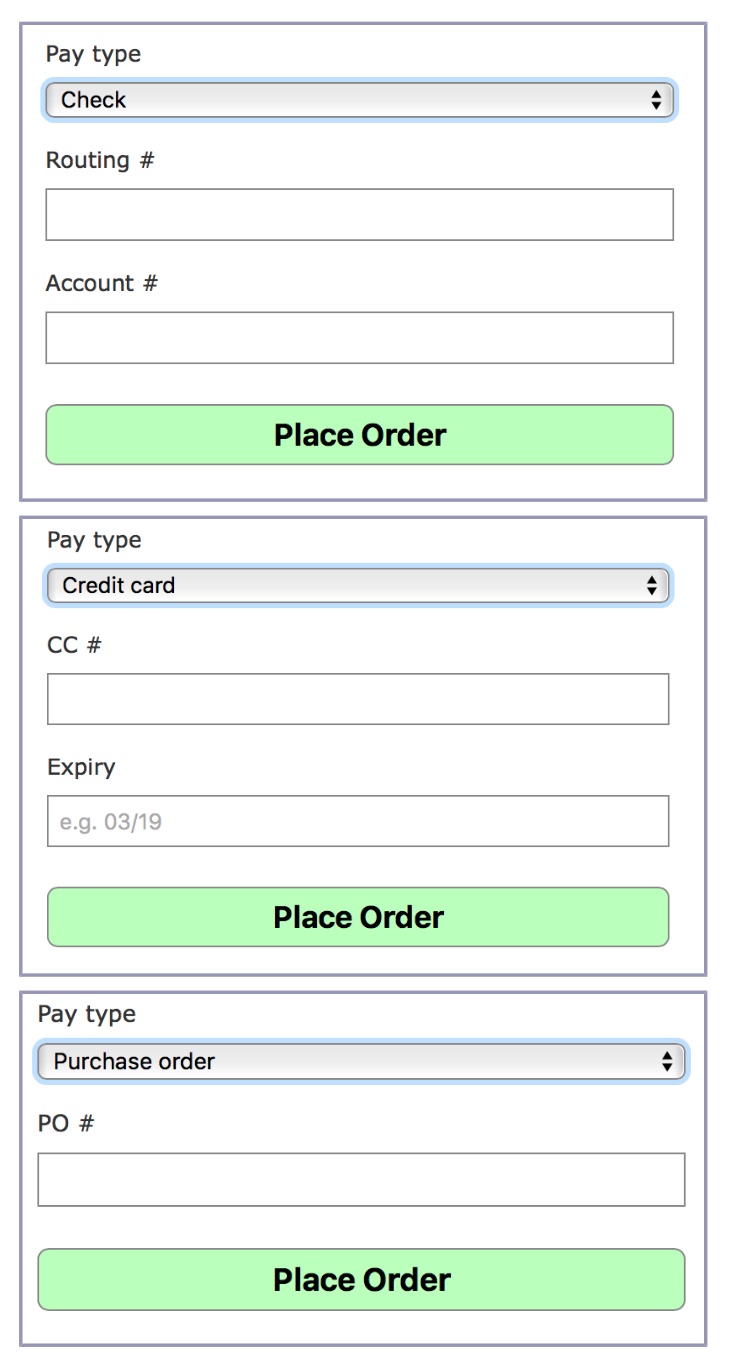 Pay type
Check
Routing #
Account #
Place Order
Pay type
Credit card
CC #
Expiry
e.g. 03/19
Place Order
Pay type
Purchase order
PO #
Place Order